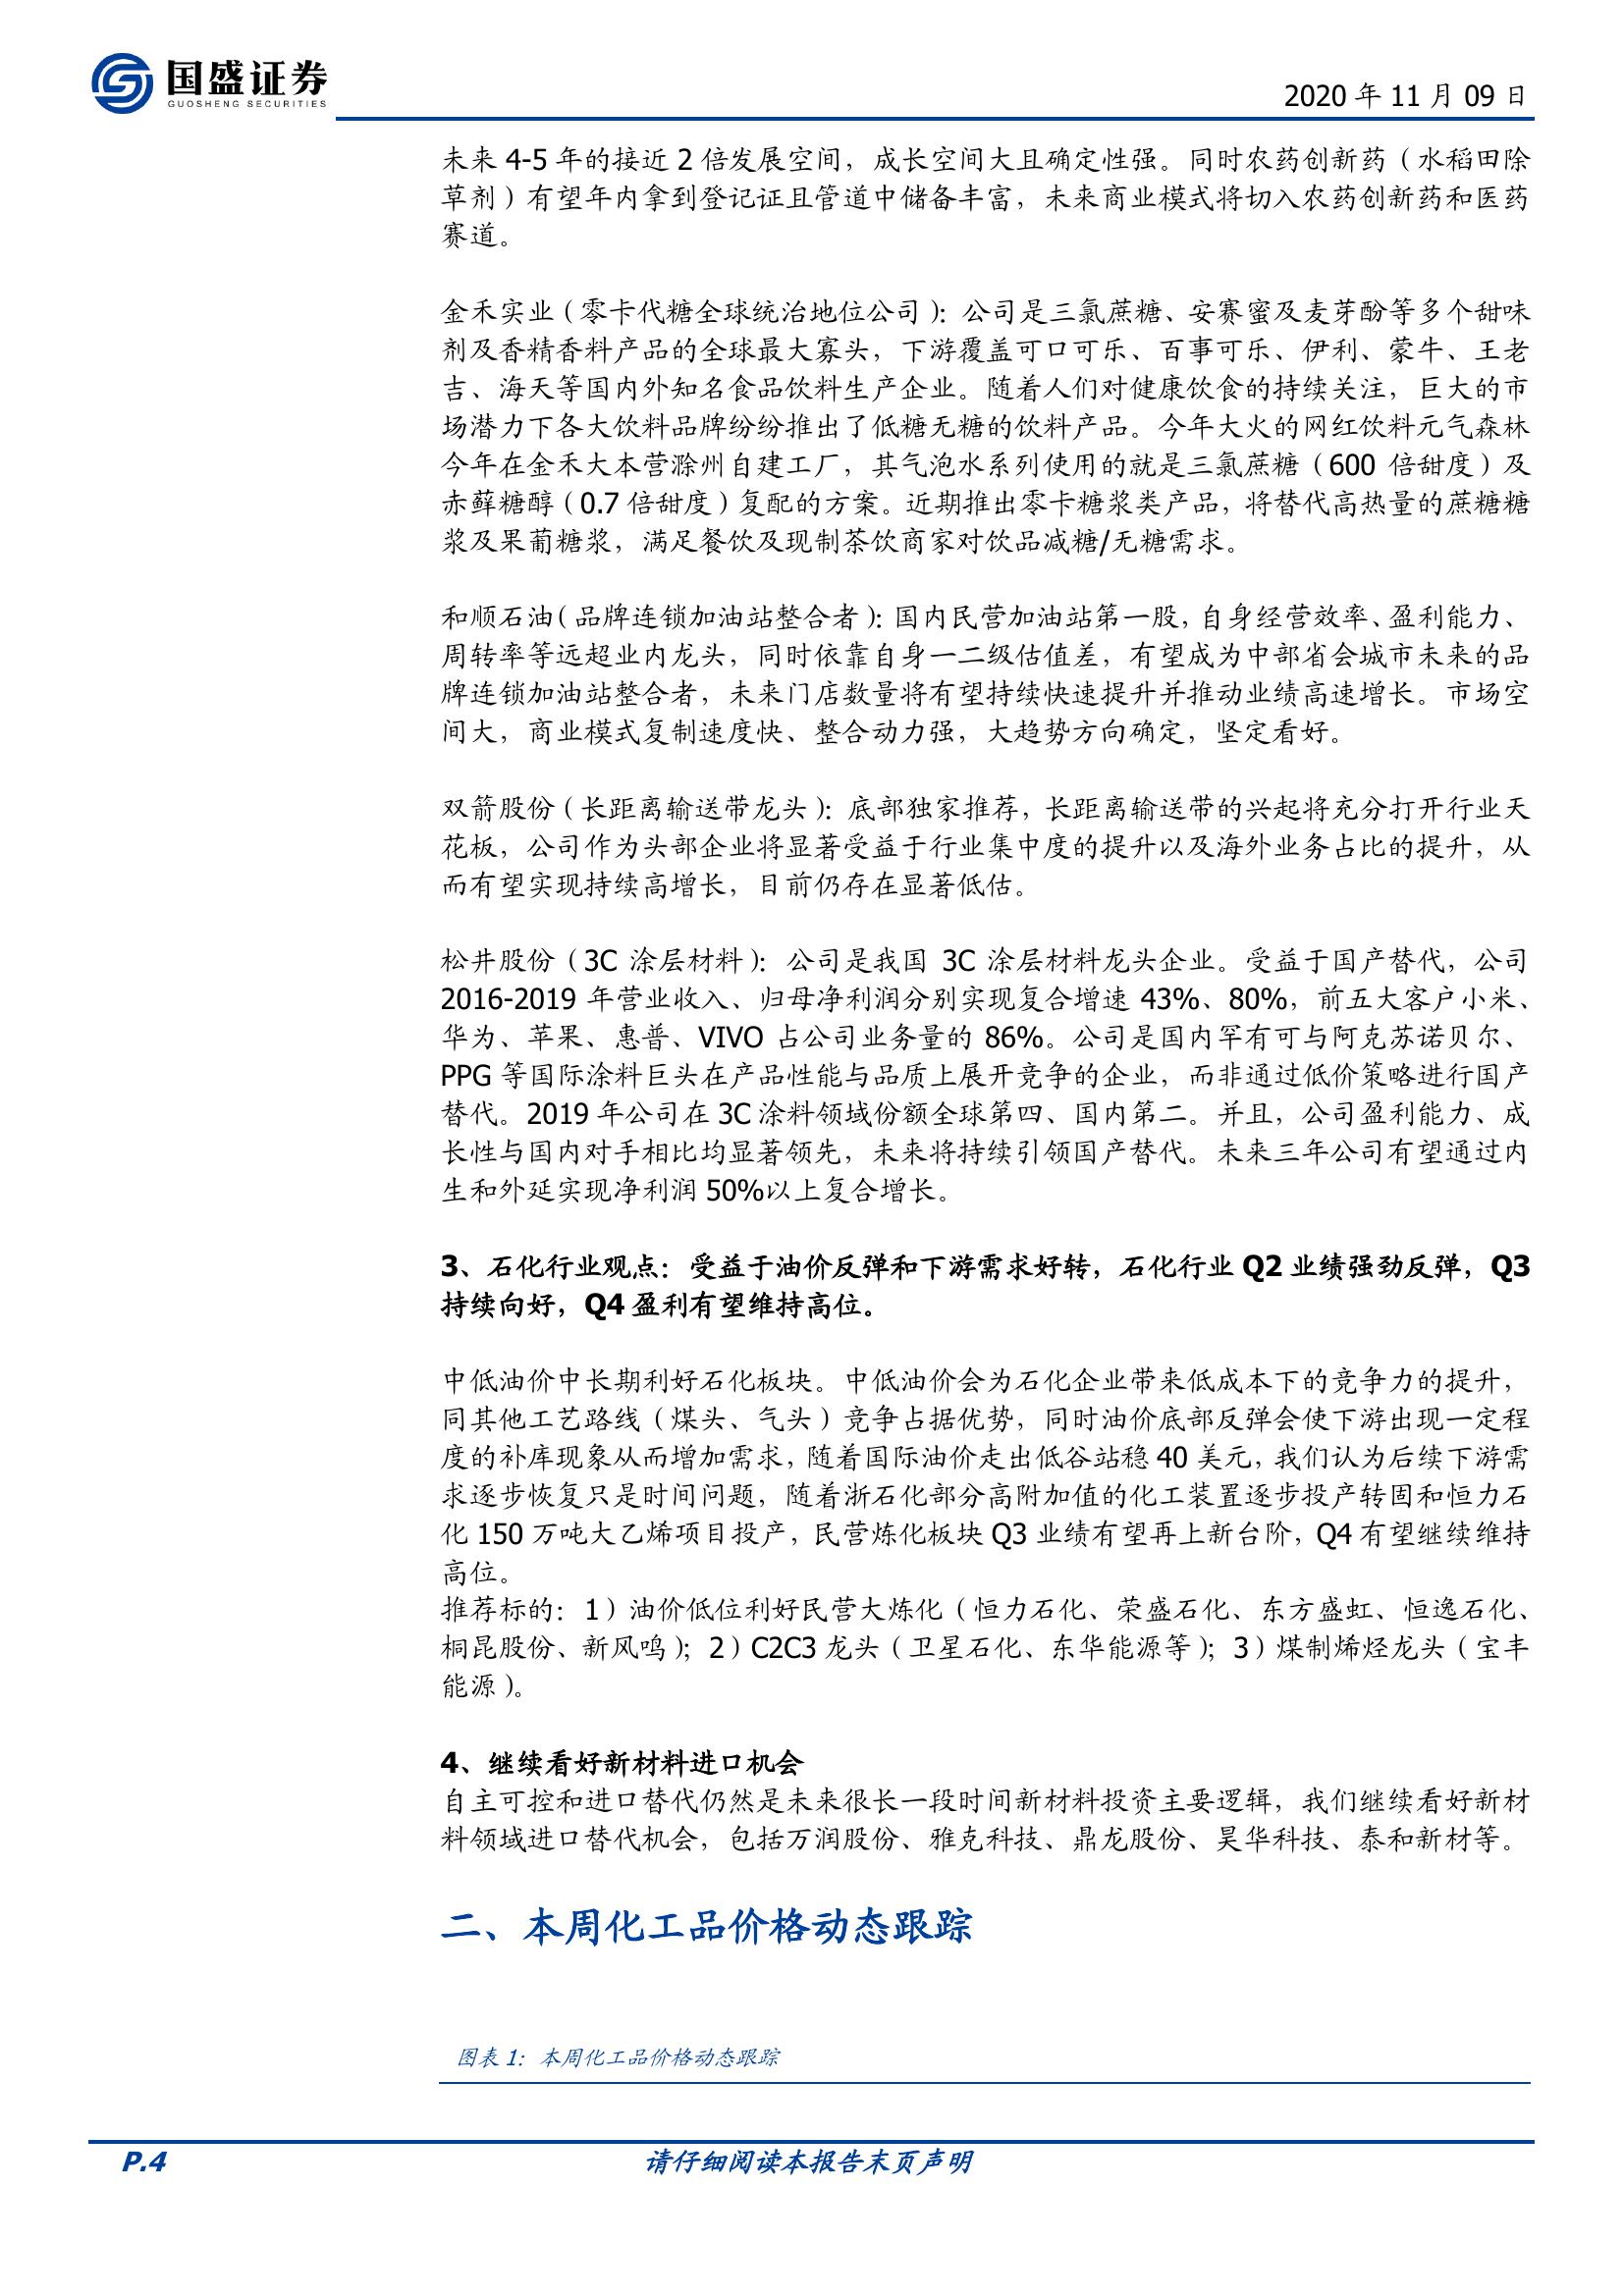 国盛证券
GUOSHENG SECURITIES
2020 年 11 月 09 日
未来 4-5 年的接近 2 倍发展空间，成长空间大且确定性强。同时农药创新药（水稻田除
草剂）有望年内拿到登记证且管道中储备丰富，未来商业模式将切入农药创新药和医药
赛道。
金禾实业（零卡代糖全球统治地位公司）：公司是三氯蔗糖、安赛蜜及麦芽酚等多个甜味
剂及香精香料产品的全球最大寡头，下游覆盖可口可乐、百事可乐、伊利、蒙牛、王老
吉、海天等国内外知名食品饮料生产企业。随着人们对健康饮食的持续关注，巨大的市
场潜力下各大饮料品牌纷纷推出了低糖无糖的饮料产品。今年大火的网红饮料元气森林
今年在金禾大本营滁州自建工厂，其气泡水系列使用的就是三氯蔗糖（600 倍甜度）及
赤藓糖醇（0.7 倍甜度）复配的方案。近期推出零卡糖浆类产品，将替代高热量的蔗糖糖
浆及果葡糖浆，满足餐饮及现制茶饮商家对饮品减糖/无糖需求。
和顺石油（品牌连锁加油站整合者）：国内民营加油站第一股，自身经营效率、盈利能力、
周转率等远超业内龙头，同时依靠自身一二级估值差，有望成为中部省会城市未来的品
牌连锁加油站整合者，未来门店数量将有望持续快速提升并推动业绩高速增长。市场空
间大，商业模式复制速度快、整合动力强，大趋势方向确定，坚定看好。
双箭股份（长距离输送带龙头）：底部独家推荐，长距离输送带的兴起将充分打开行业天
花板，公司作为头部企业将显著受益于行业集中度的提升以及海外业务占比的提升，从
而有望实现持续高增长，目前仍存在显著低估。
松井股份（3C 涂层材料）：公司是我国 3C 涂层材料龙头企业。受益于国产替代，公司
2016-2019 年营业收入、归母净利润分别实现复合增速 43%、80%，前五大客户小米、
华为、苹果、惠普、VIVO 占公司业务量的 86%。公司是国内罕有可与阿克苏诺贝尔、
PPG 等国际涂料巨头在产品性能与品质上展开竞争的企业，而非通过低价策略进行国产
替代。2019 年公司在 3C 涂料领域份额全球第四、国内第二。并且，公司盈利能力、成
长性与国内对手相比均显著领先，未来将持续引领国产替代。未来三年公司有望通过内
生和外延实现净利润 50%以上复合增长。
3、石化行业观点：受益于油价反弹和下游需求好转，石化行业 Q2 业绩强劲反弹，Q3
持续向好，Q4 盈利有望维持高位。
中低油价中长期利好石化板块。中低油价会为石化企业带来低成本下的竞争力的提升，
同其他工艺路线（煤头、气头）竞争占据优势，同时油价底部反弹会使下游出现一定程
度的补库现象从而增加需求，随着国际油价走出低谷站稳 40 美元，我们认为后续下游需
求逐步恢复只是时间问题，随着浙石化部分高附加值的化工装置逐步投产转固和恒力石
化 150 万吨大乙烯项目投产，民营炼化板块 Q3 业绩有望再上新台阶，Q4 有望继续维持
高位。
推荐标的：1）油价低位利好民营大炼化（恒力石化、荣盛石化、东方盛虹、恒逸石化、
桐昆股份、新风鸣）；2）C2C3 龙头（卫星石化、东华能源等）；3）煤制烯烃龙头（宝丰
能源）。
4、继续看好新材料进口机会
自主可控和进口替代仍然是未来很长一段时间新材料投资主要逻辑，我们继续看好新材
料领域进口替代机会，包括万润股份、雅克科技、鼎龙股份、昊华科技、泰和新材等。
二、本周化工品价格动态跟踪
图表 1：本周化工品价格动态跟踪
P.4
请仔细阅读本报告末页声明